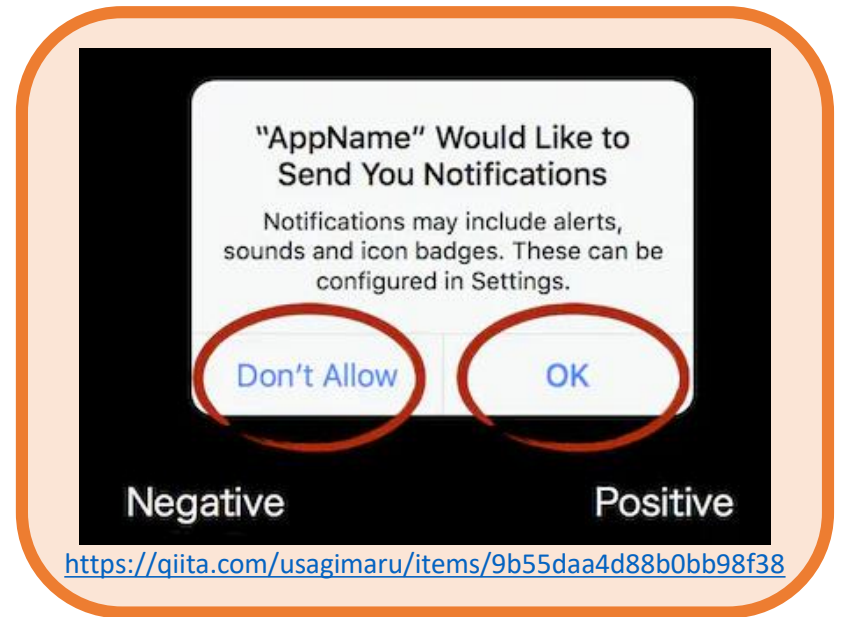 "AppName" Would Like to
Send You Notifications
Notifications may include alerts,
sounds and icon badges. These can be
configured in Settings.
Don't Allow
OK
Negative
Positive
https://qiita.com/usagimaru/items/9b55daa4d88b0bb98f38